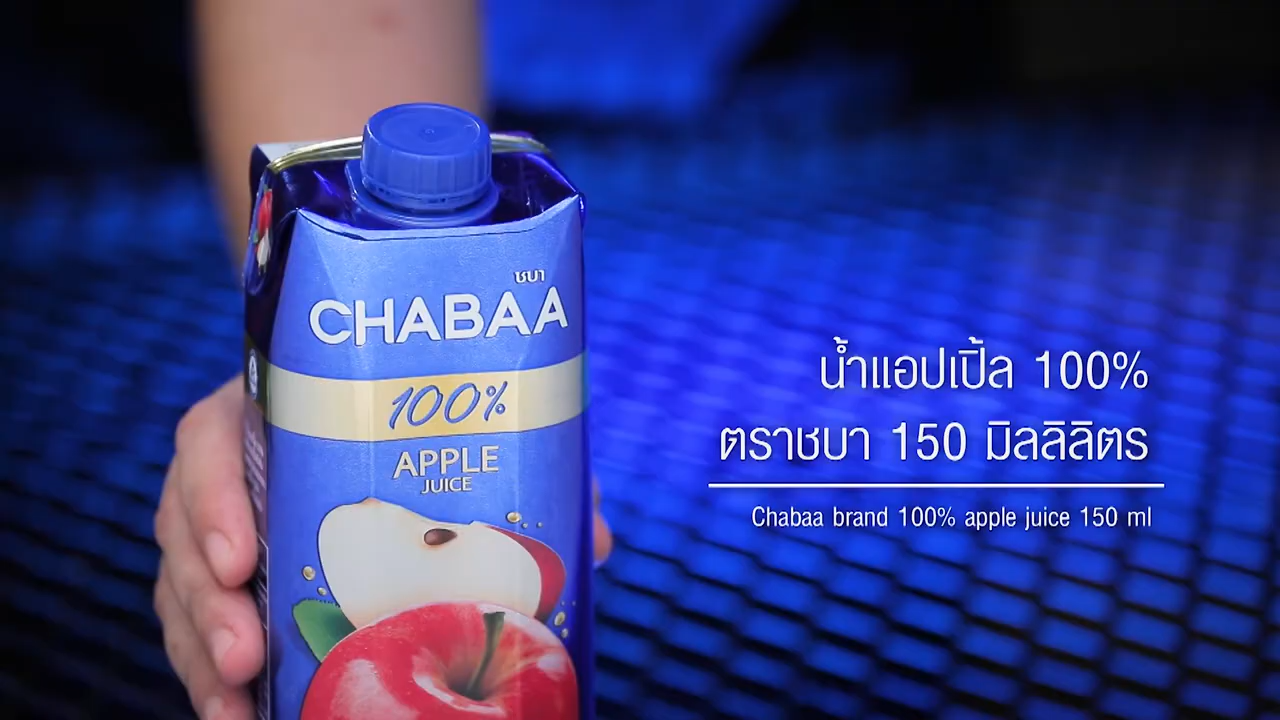 ชบา
CHABAA
100%
APPLE
JUICE
น้ำแอปเปิ้ล 100%
ตราชบา 150 มิลลิลิตร
Chabaa brand 100% apple juice 150 ml